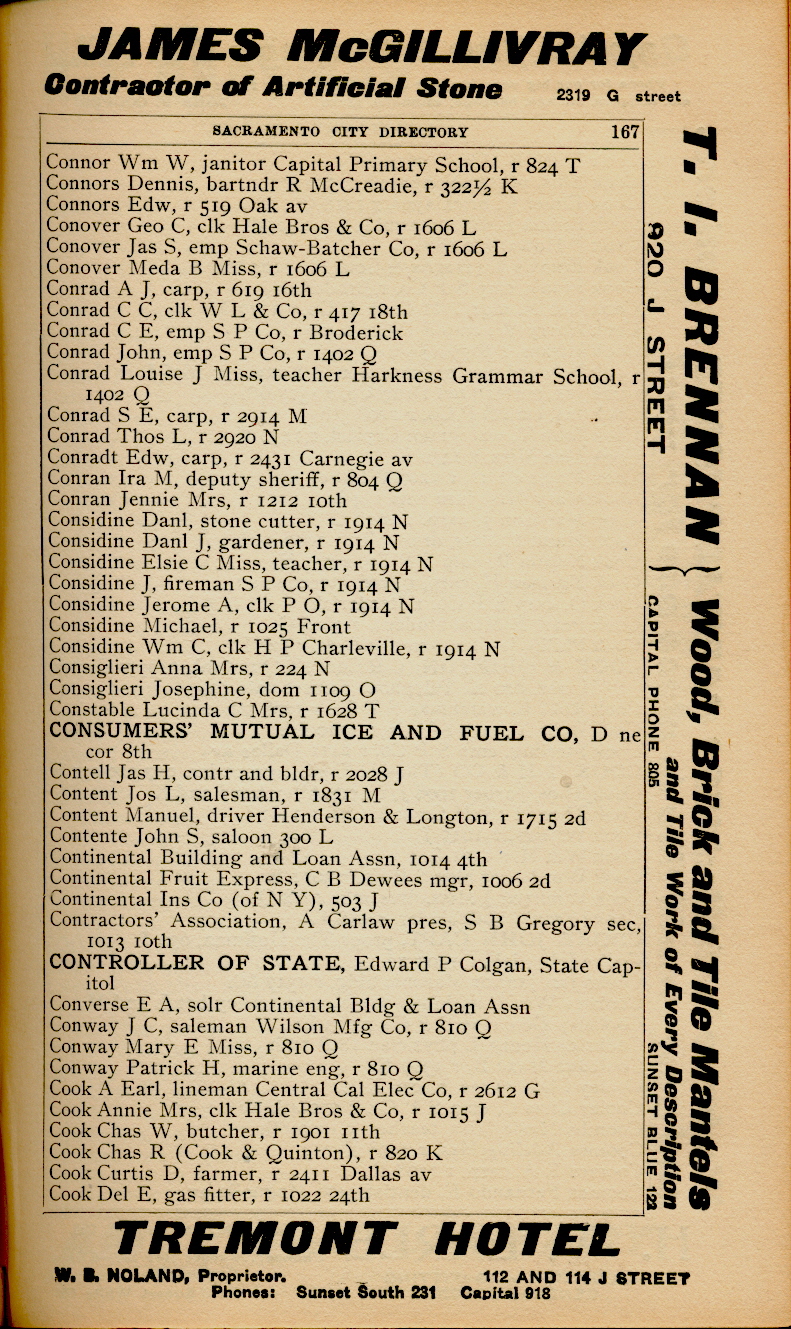 JAMES McGILLIVRAY
Contractor of Artificial Stone 2319 G street
SACRAMENTO CITY DIRECTORY 167
Connor Wm W, janitor Capital Primary School, r 824 T
Connors Dennis, bartndr R McCreadie, r 322½ K
Connors Edw, r 519 Oak av
Conover Geo C, clk Hale Bros & Co, r 1606 L
Conover Jas S, emp Schaw-Batcher Co, r 1606 L
Conover Meda B Miss, r 1606 L
Conrad A J, carp, r 619 16th
Conrad C C, clk W L & Co, r 417 18th
Conrad C E, emp S P Co, r Broderick
Conrad John, emp S P Co, r 1402 Q
Conrad Louise J Miss, teacher Harkness Grammar School, r
1402 Q
Conrad S E, carp, r 2914 M
Conrad Thos L, r 2920 N
Conradt Edw, carp, r 2431 Carnegie av
Conran Ira M, deputy sheriff, r 804 Q
Conran Jennie Mrs, r 1212 10th
Considine Danl, stone cutter, r 1914 N
Considine Danl J, gardener, r 1914 N
Considine Elsie C Miss, teacher, r 1914 N
Considine J, fireman S P Co, r 1914 N
Considine Jerome A, clk P O, r 1914 N
Considine Michael, r 1025 Front
Considine Wm C, clk H P Charleville, r 1914 N
Consiglieri Anna Mrs, r 224 N
Consiglieri Josephine, dom 1109 O
Constable Lucinda C Mrs, r 1628 T
CONSUMERS' MUTUAL ICE AND FUEL CO, D ne
cor 8th
Contell Jas H, contr and bldr, r 2028 J
Content Jos L, salesman, r 1831 M
Content Manuel, driver Henderson & Longton, r 1715 2d
Contente John S, saloon 300 L
Continental Building and Loan Assn, 1014 4th
Continental Fruit Express, C B Dewees mgr, 1006 2d
Continental Ins Co (of N Y), 503 J
Contractors' Association, A Carlaw pres, S B Gregory sec,
1013 10th
CONTROLLER OF STATE, Edward P Colgan, State Cap-
itol
Converse E A, solr Continental Bldg & Loan Assn
Conway J C, saleman Wilson Mfg Co, r 810 Q
Conway Mary E Miss, r 810 Q
Conway Patrick H, marine eng, r 810 Q
Cook A Earl, lineman Central Cal Elec Co, r 2612 G
Cook Annie Mrs, clk Hale Bros & Co, r 1015 J
Cook Chas W, butcher, r 1901 11th
Cook Chas R (Cook & Quinton), r 820 K
Cook Curtis D, farmer, r 2411 Dallas av
Cook Del E, gas fitter, r 1022 24th
T. I. BRENNAN
920 J STREET
Wood, Brick and Tile Mantels
and Tile Work of Every Description
CAPITAL PHONE 805 SUNSET BLUE 122
TREMONT HOTEL
W. B. NOLAND, Proprietor. 112 AND 114 J STREET
Phones: Sunset South 231 Capital 918